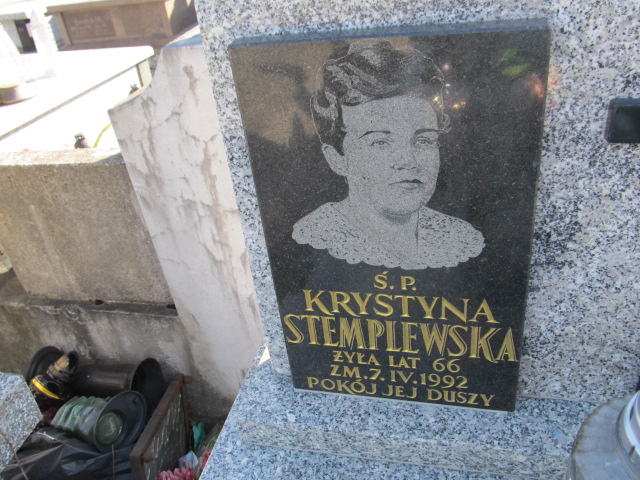 Ś. P.
KRYSTYNA
STEMPLEWSKA
ŻYŁA LAT 66
ZM. 7. IV. 1992
POKÓJ JEJ DUSZY